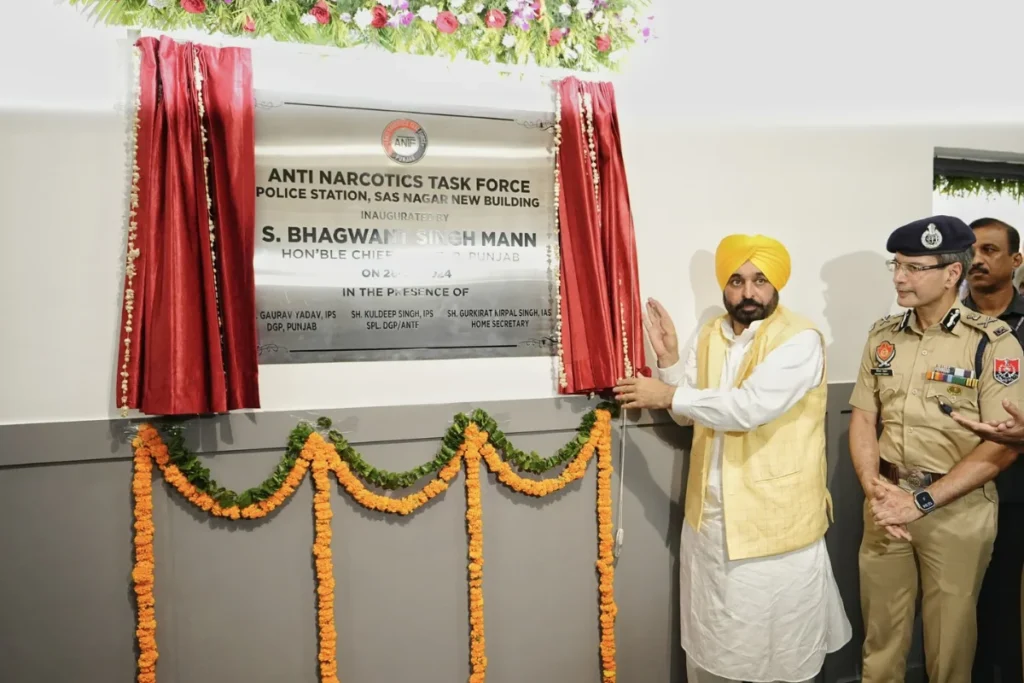 ANTF
ANTI NARCOTICS TASK FORCE
POLICE STATION, SAS NAGAR NEW BUILDING
INAUGURATED BY
S. BHAGWANT SINGH MANN
HON'BLE CHIEF PUNJAB
ON
IN THE PRESENCE OF
GAURAV YADAV, IPS SH. KULDEEP SINGH, IPS SH. GURKIRAT KIRPAL SINGH, IAS
DGP, PUNJAB SPL. DGP/ANTF HOME SECRETARY